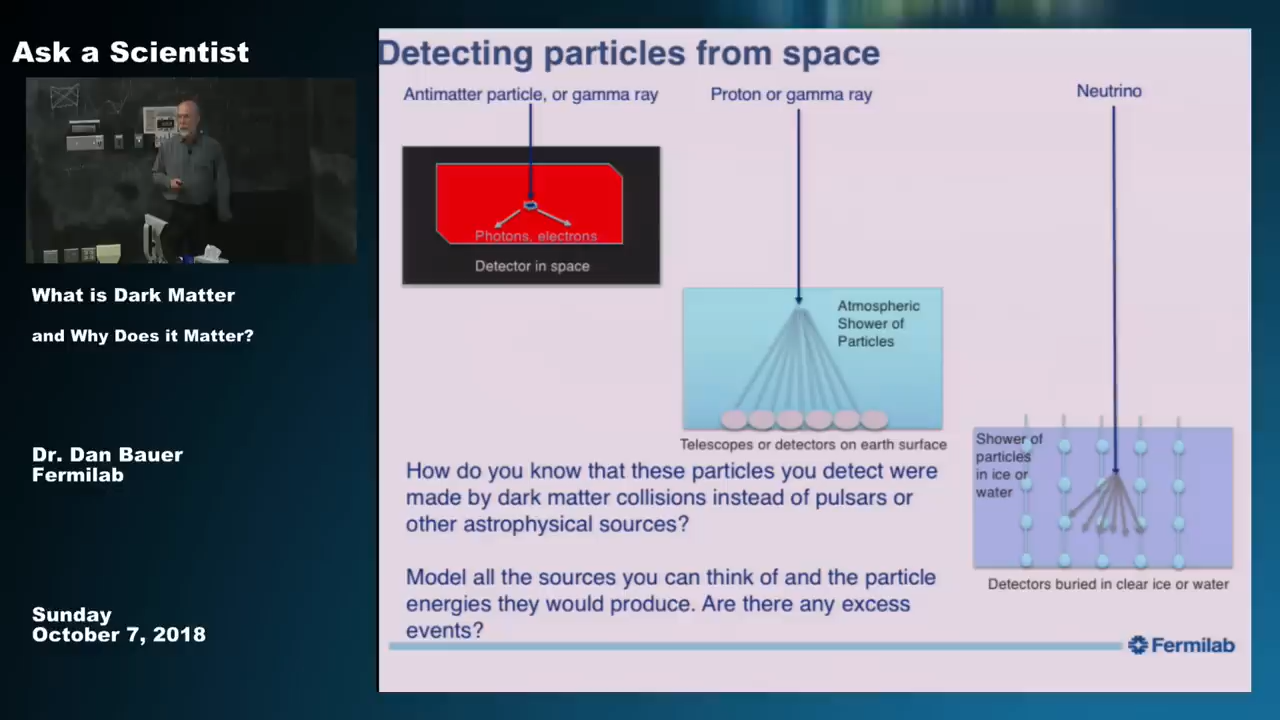 Ask a Scientist
What is Dark Matter
and Why Does it Matter?
Dr. Dan Bauer
Fermilab
Sunday
October 7, 2018
Detecting particles from space
Antimatter particle, or gamma ray
Proton or gamma ray
Neutrino
Photons, electrons
Detector in space
Atmospheric
Shower of
Particles
Telescopes or detectors on earth surface
Shower of
particles
in ice or
water
Detectors buried in clear ice or water
How do you know that these particles you detect were
made by dark matter collisions instead of pulsars or
other astrophysical sources?
Model all the sources you can think of and the particle
energies they would produce. Are there any excess
events?
Fermilab